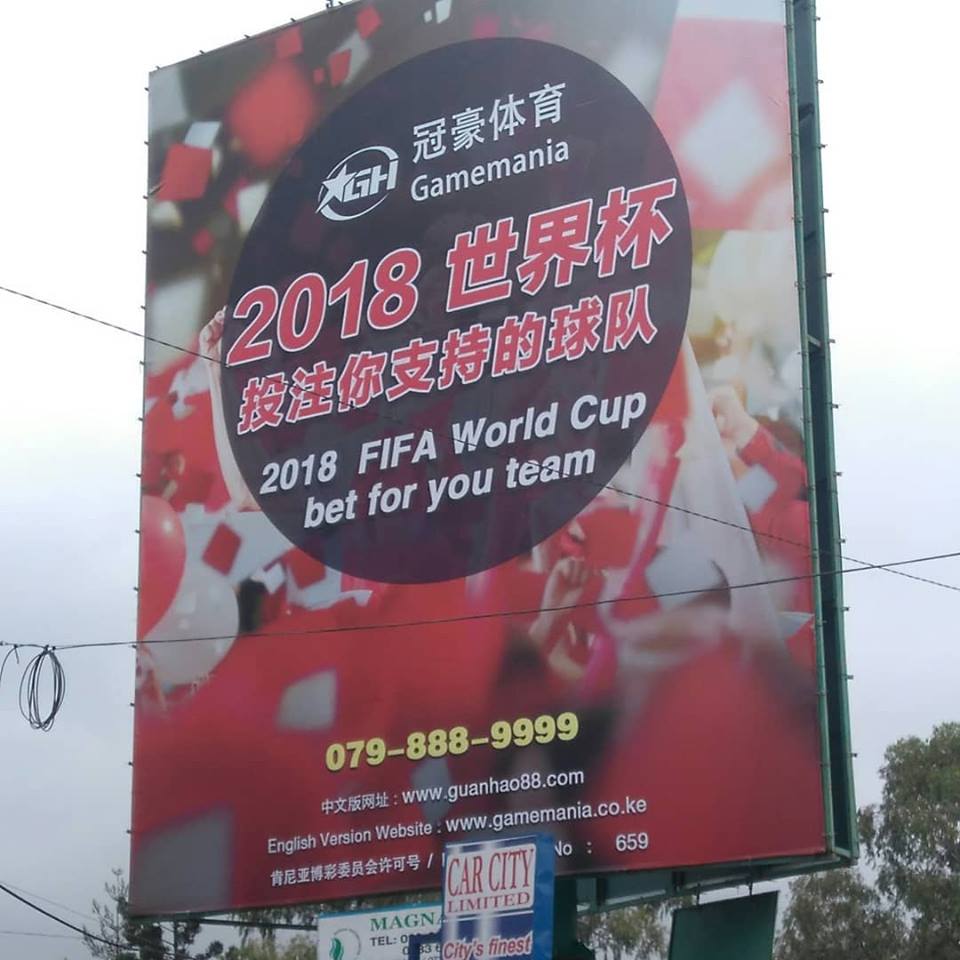 GH
冠豪体育
Gamemania
2018 世界杯
投注你支持的球队
2018 FIFA World Cup
bet for you team
079-888-9999
中文版网址 : www.guanhao88.com
English Version Website : www.gamemania.co.ke
肯尼亚博彩委员会许可号 / No : 659
CAR CITY
LIMITED
City's finest
MAGNA
TEL: